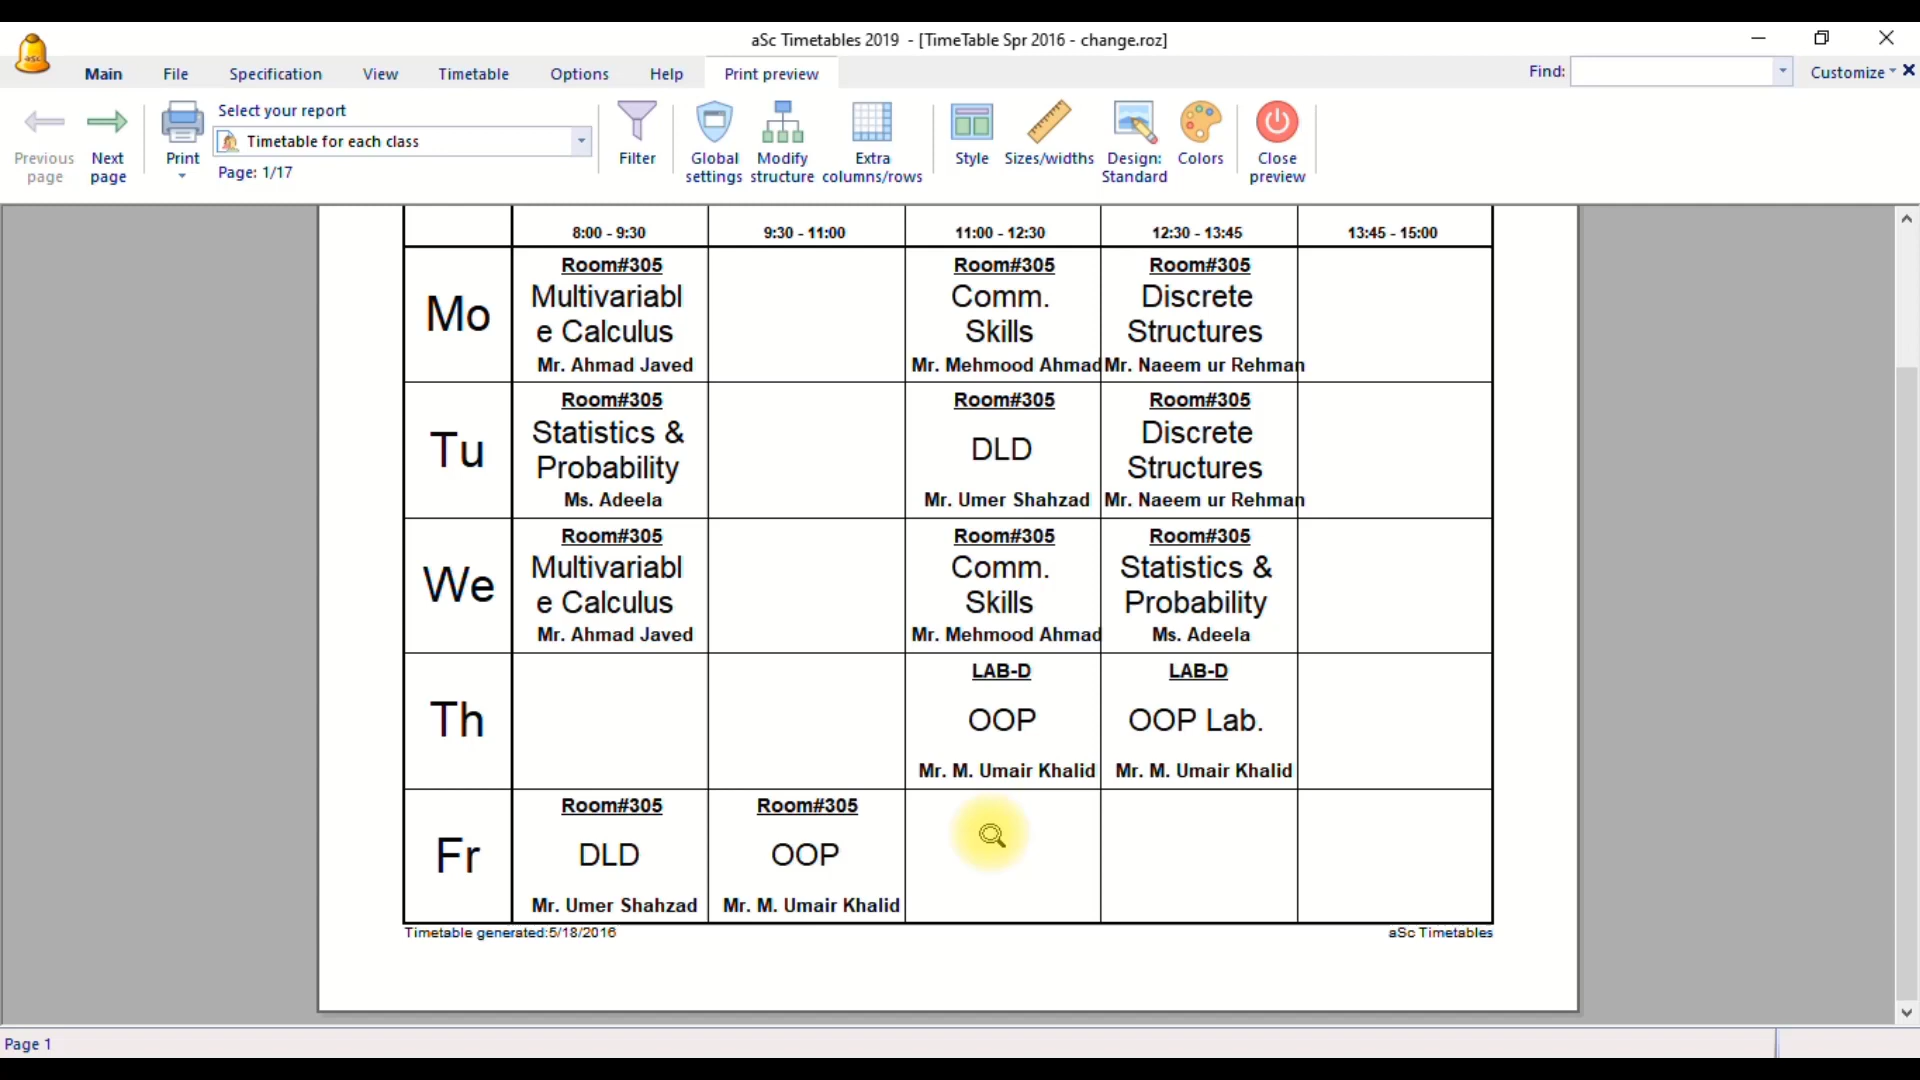 aSc Timetables 2019 - [TimeTable Spr 2016 - change.roz]
aSc
Main File Specification View Timetable Options Help Print preview
Find:
Customize
Previous page
Next page
Print
Select your report
Timetable for each class
Page: 1/17
Filter
Global settings
Modify structure
Extra columns/rows
Style
Sizes/widths
Design: Standard
Colors
Close preview
8:00 - 9:30 9:30 - 11:00 11:00 - 12:30 12:30 - 13:45 13:45 - 15:00
Mo
Room#305
Multivariabl
e Calculus
Mr. Ahmad Javed
Room#305
Comm.
Skills
Mr. Mehmood Ahmad
Room#305
Discrete
Structures
Mr. Naeem ur Rehman
Tu
Room#305
Statistics &
Probability
Ms. Adeela
Room#305
DLD
Mr. Umer Shahzad
Room#305
Discrete
Structures
Mr. Naeem ur Rehman
We
Room#305
Multivariabl
e Calculus
Mr. Ahmad Javed
Room#305
Comm.
Skills
Mr. Mehmood Ahmad
Room#305
Statistics &
Probability
Ms. Adeela
Th
LAB-D
OOP
Mr. M. Umair Khalid
LAB-D
OOP Lab.
Mr. M. Umair Khalid
Fr
Room#305
DLD
Mr. Umer Shahzad
Room#305
OOP
Mr. M. Umair Khalid
Timetable generated:5/18/2016
aSc Timetables
Page 1